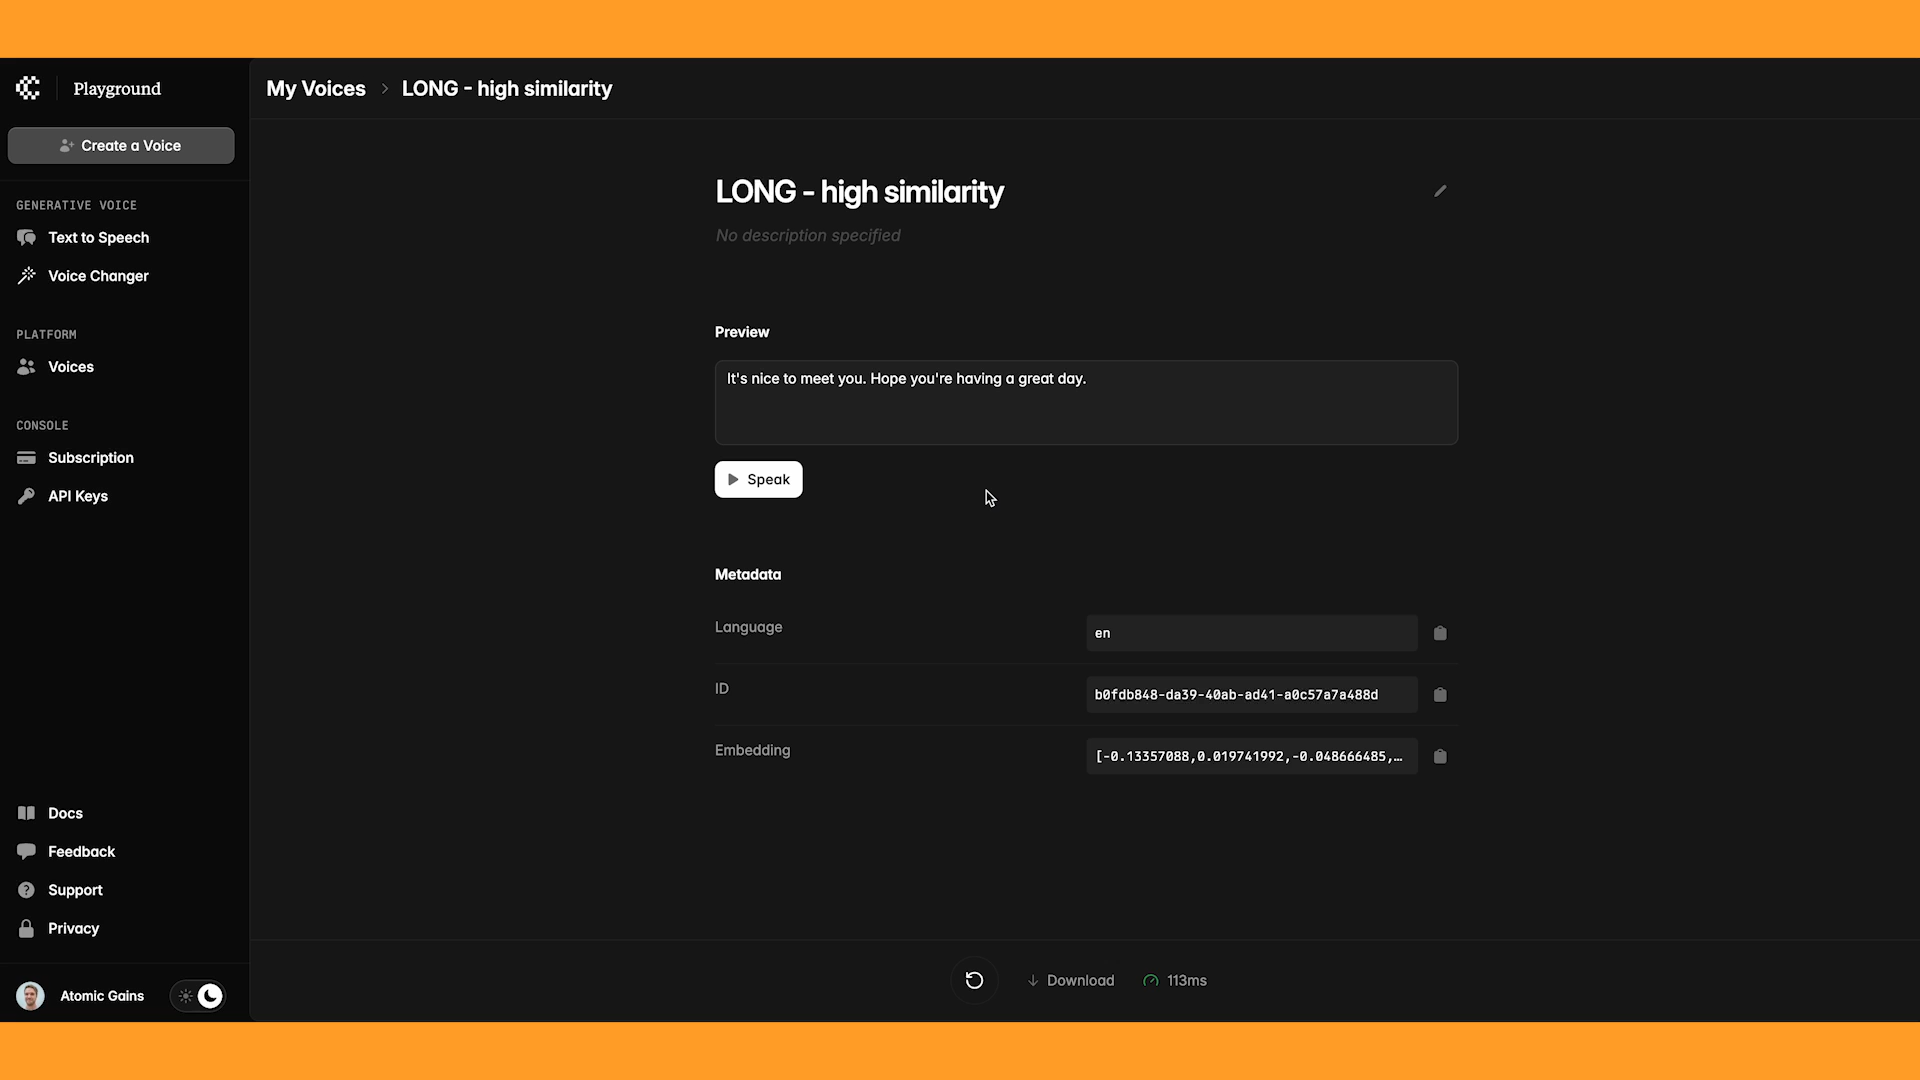 Playground
My Voices > LONG - high similarity
Create a Voice
GENERATIVE VOICE
Text to Speech
Voice Changer
PLATFORM
Voices
CONSOLE
Subscription
API Keys
Docs
Feedback
Support
Privacy
Atomic Gains
LONG - high similarity
No description specified
Preview
It's nice to meet you. Hope you're having a great day.
Speak
Metadata
Language
en
ID
b0fdb848-da39-40ab-ad41-a0c57a7a488d
Embedding
[-0.13357088,0.019741992,-0.048666485,…
Download
113ms